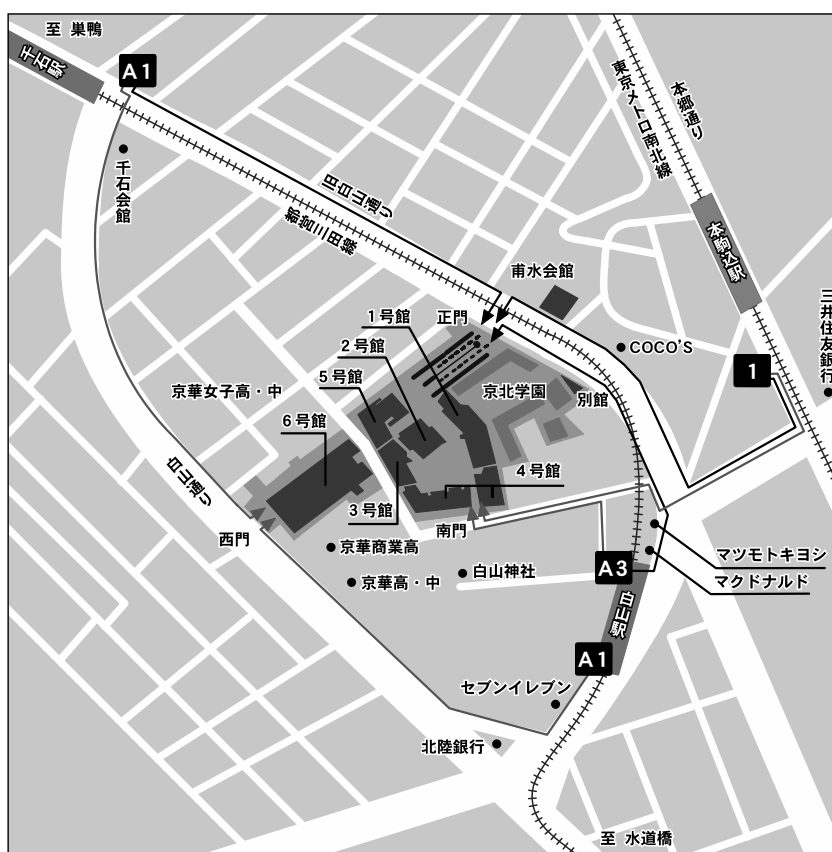 至 巣鴨
千石駅
A1
千石会館
旧白山通り
都営三田線
東京メトロ南北線
本郷通り
本駒込駅
三井住友銀行
甫水会館
正門
1号館
2号館
5号館
6号館
京華女子高・中
京北学園
別館
COCO'S
1
4号館
3号館
南門
白山通り
西門
京華商業高
京華高・中
白山神社
マツモトキヨシ
マクドナルド
A3
白山駅
A1
セブンイレブン
北陸銀行
至 水道橋